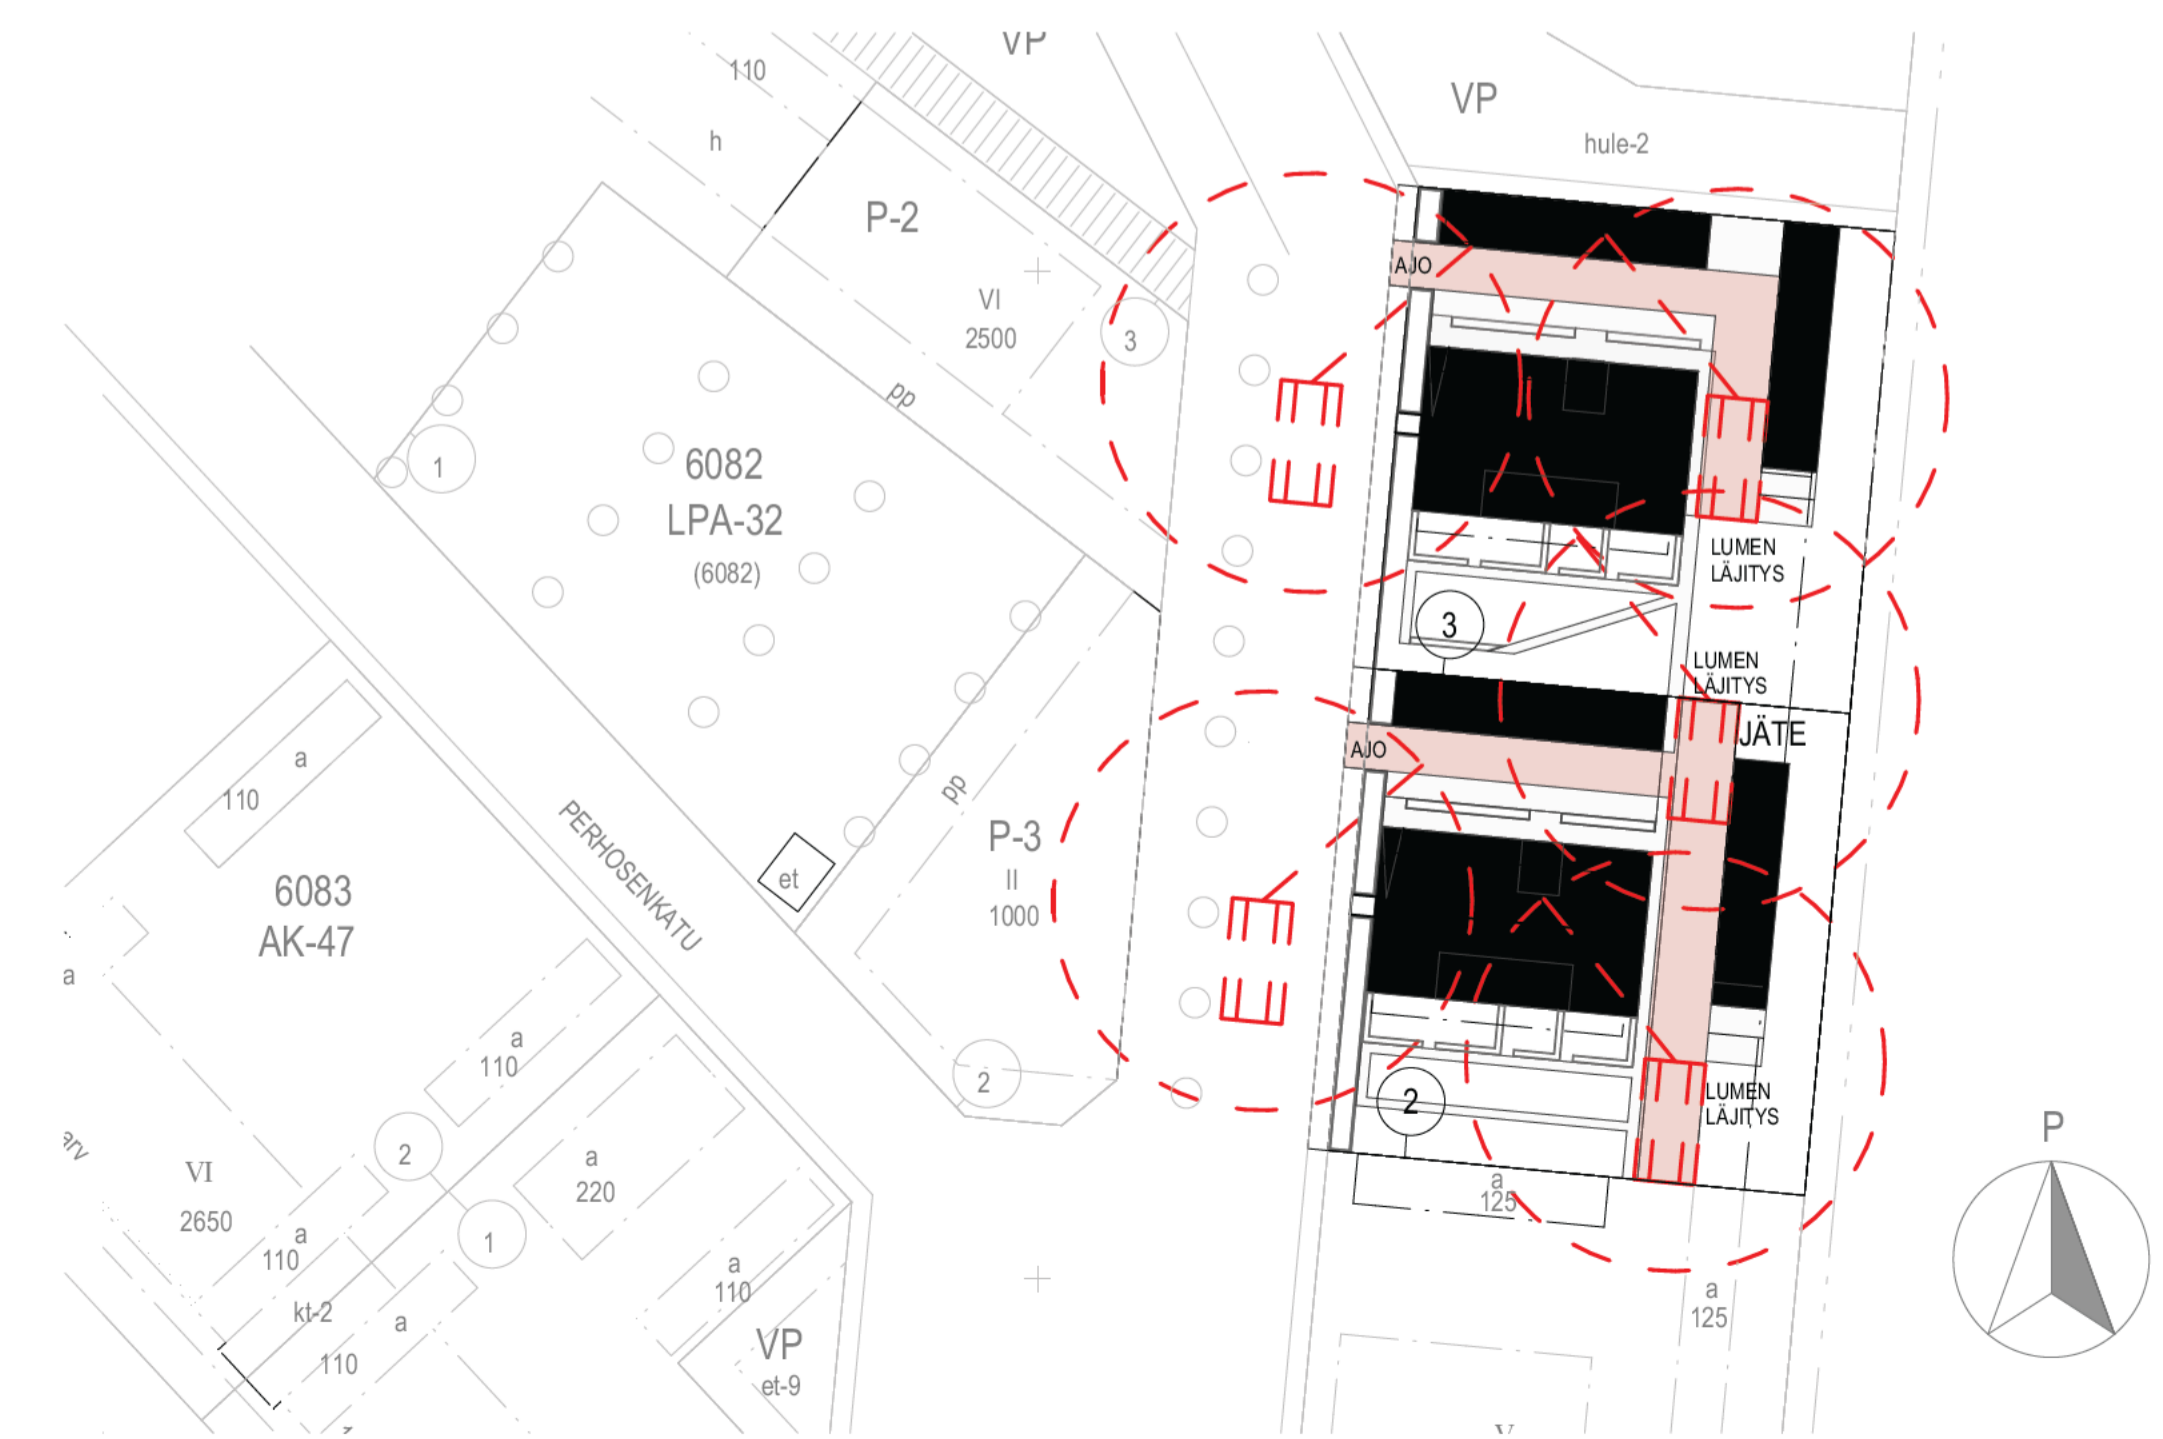 VP
110
VP
h
hule-2
P-2
AJO
VI
2500
3
pp
1
6082
LPA-32
(6082)
LUMEN
LÄJITYS
3
LUMEN
LÄJITYS
JÄTE
AJO
a
110
pp
PERHOSENKATU
P-3
II
1000
et
6083
AK-47
a
a
110
2
LUMEN
LÄJITYS
2
P
arv
2
VI
2650
a
220
a
125
1
a
110
a
110
a
125
kt-2
a
110
VP
et-9
V